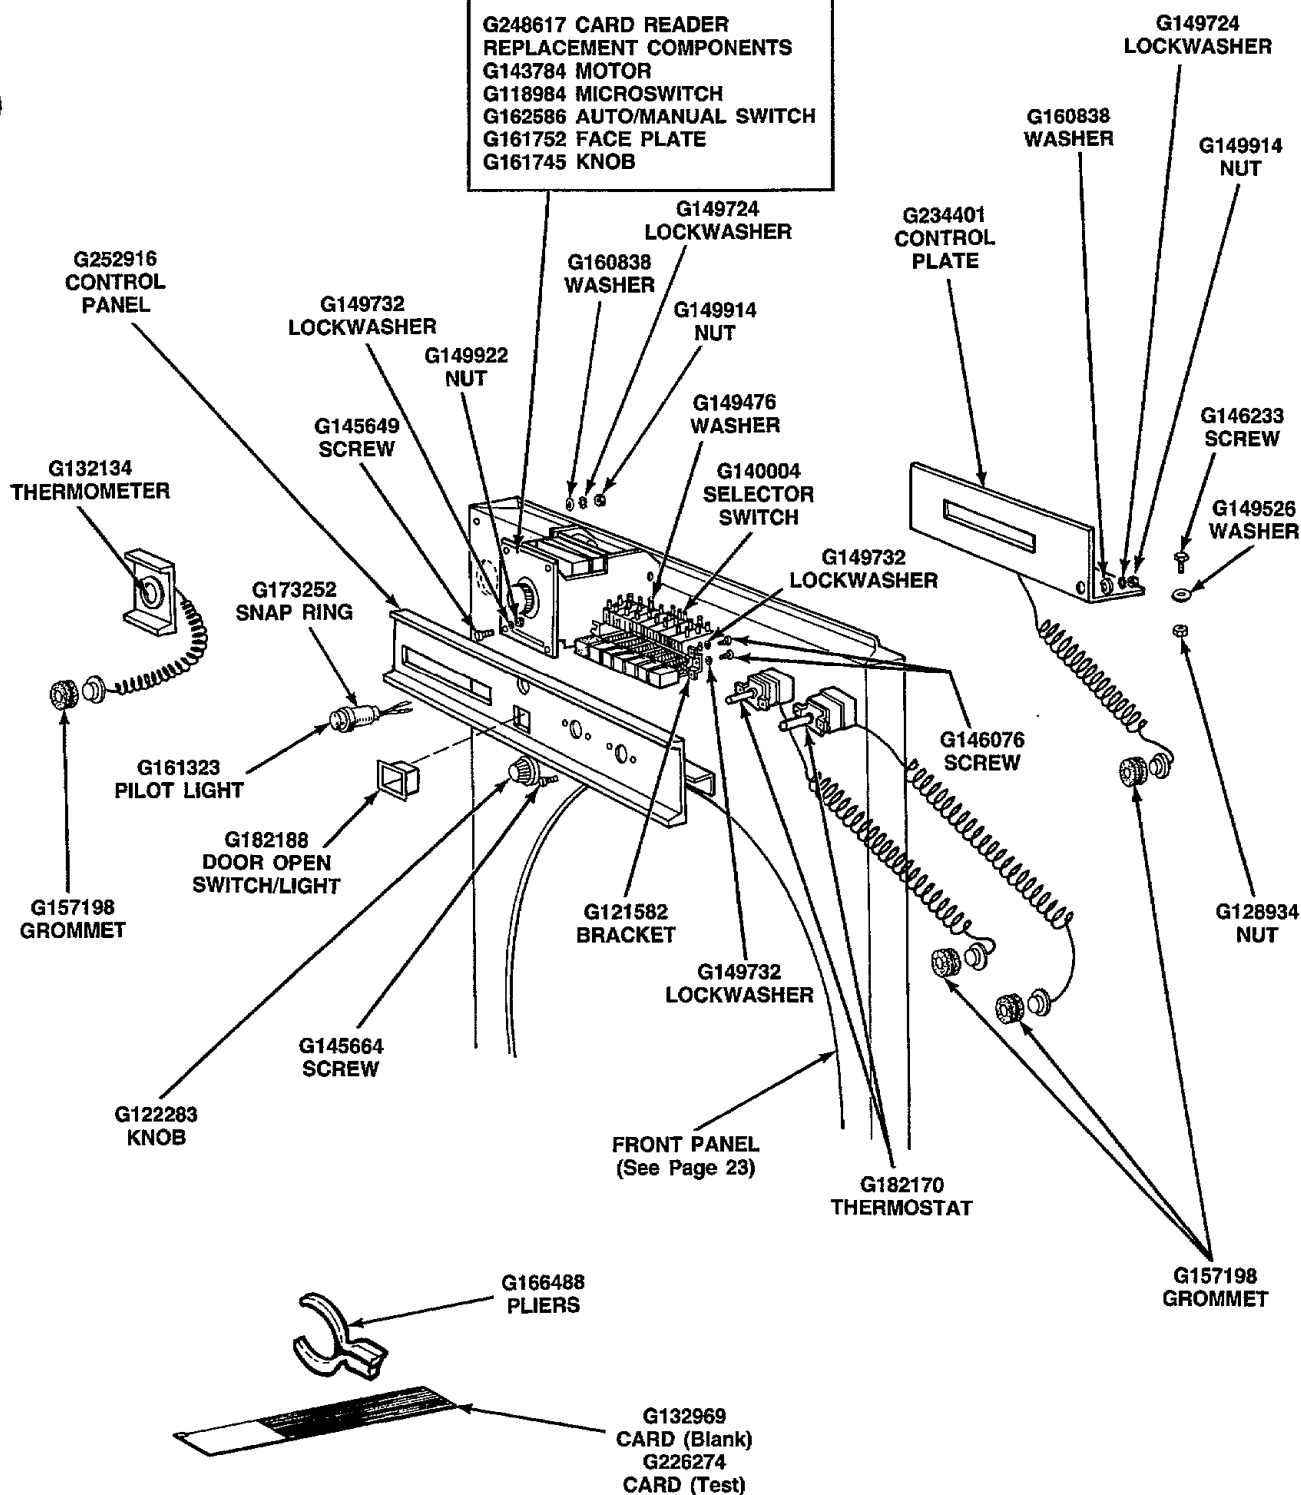 G248617 CARD READER
REPLACEMENT COMPONENTS
G143784 MOTOR
G118984 MICROSWITCH
G162586 AUTO/MANUAL SWITCH
G161752 FACE PLATE
G161745 KNOB
G149724
LOCKWASHER
G160838
WASHER
G149914
NUT
G234401
CONTROL
PLATE
G149724
LOCKWASHER
G160838
WASHER
G149914
NUT
G252916
CONTROL
PANEL
G149732
LOCKWASHER
G149922
NUT
G145649
SCREW
G149476
WASHER
G140004
SELECTOR
SWITCH
G146233
SCREW
G149526
WASHER
G132134
THERMOMETER
G149732
LOCKWASHER
G173252
SNAP RING
G161323
PILOT LIGHT
G146076
SCREW
G182188
DOOR OPEN
SWITCH/LIGHT
G157198
GROMMET
G121582
BRACKET
G128934
NUT
G149732
LOCKWASHER
G145664
SCREW
G122283
KNOB
FRONT PANEL
(See Page 23)
G182170
THERMOSTAT
G157198
GROMMET
G166488
PLIERS
G132969
CARD (Blank)
G226274
CARD (Test)